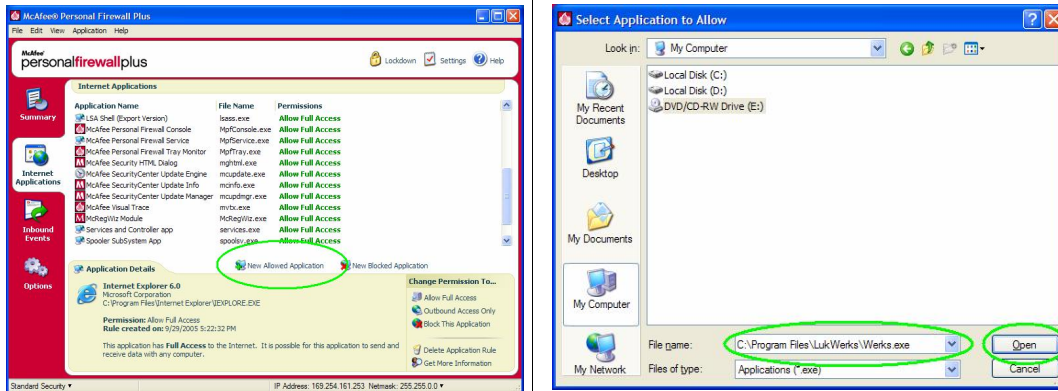 McAfee® Personal Firewall Plus
File Edit View Application Help
McAfee®
personalfirewallplus
Lockdown Settings Help
Internet Applications
Application Name File Name Permissions
LSA Shell (Export Version) lsass.exe Allow Full Access
McAfee Personal Firewall Console MpfConsole.exe Allow Full Access
McAfee Personal Firewall Service MpfService.exe Allow Full Access
McAfee Personal Firewall Tray Monitor MpfTray.exe Allow Full Access
McAfee Security HTML Dialog mghtml.exe Allow Full Access
McAfee SecurityCenter Update Engine mcupdate.exe Allow Full Access
McAfee SecurityCenter Update Info mcinfo.exe Allow Full Access
McAfee SecurityCenter Update Manager mcupdmgr.exe Allow Full Access
McAfee Visual Trace mvtx.exe Allow Full Access
McRegWiz Module McRegWiz.exe Allow Full Access
Services and Controller app services.exe Allow Full Access
Spooler SubSystem App spoolsv.exe Allow Full Access
Summary
Internet
Applications
Inbound
Events
Options
New Allowed Application New Blocked Application
Application Details
Internet Explorer 6.0
Microsoft Corporation
C:\Program Files\Internet Explorer\IEXPLORE.EXE
Permission: Allow Full Access
Rule created on: 9/29/2005 5:22:32 PM
This application has Full Access to the Internet. It is possible for this application to send and
receive data with any computer.
Change Permission To...
Allow Full Access
Outbound Access Only
Block This Application
Delete Application Rule
Get More Information
Standard Security IP Address: 169.254.161.253 Netmask: 255.255.0.0
Select Application to Allow
Look in: My Computer
Local Disk (C:)
Local Disk (D:)
DVD/CD-RW Drive (E:)
My Recent
Documents
Desktop
My Documents
My Computer
My Network
File name: C:\Program Files\LukWerks\Werks.exe Open
Files of type: Applications (*.exe) Cancel